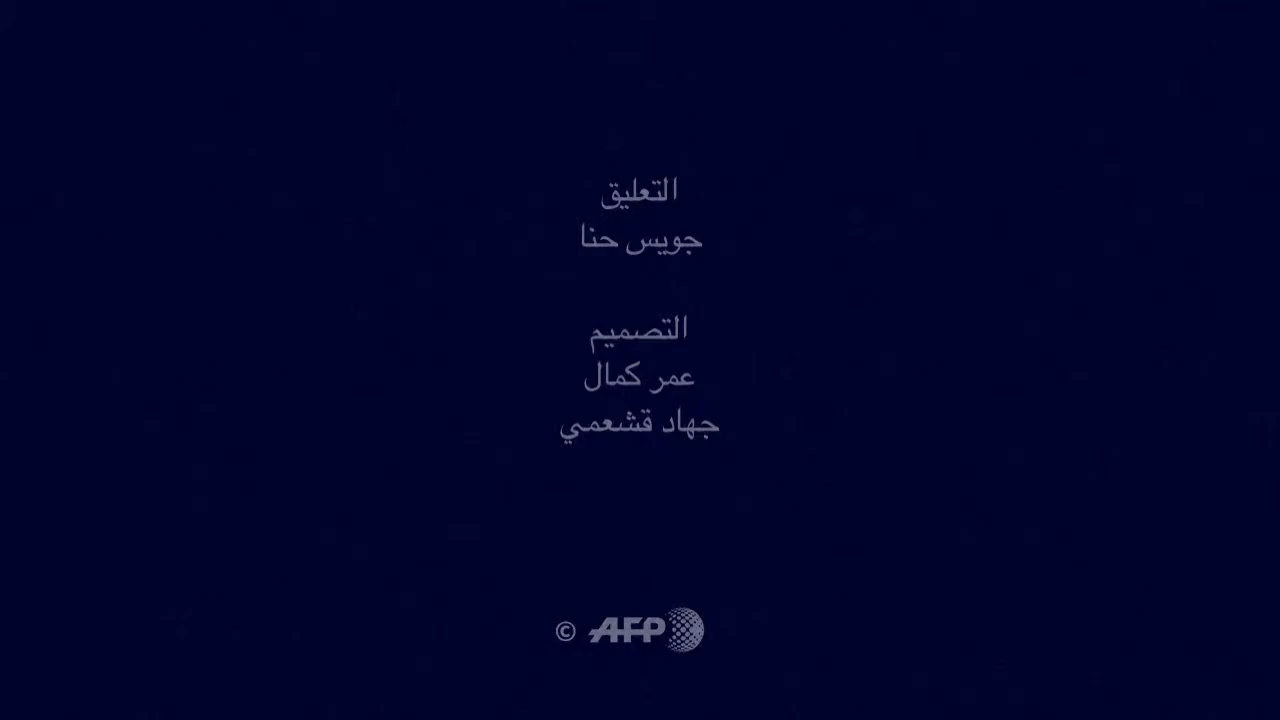 التعليق
جويس حنا
التصميم
عمر كمال
جهاد قشعمي
© AFP